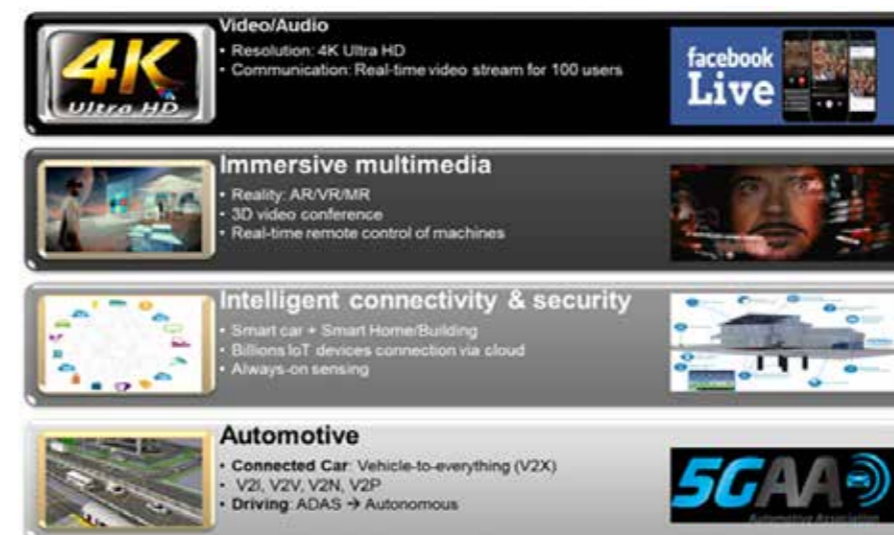 4K
Ultra HD
Video/Audio
• Resolution: 4K Ultra HD
• Communication: Real-time video stream for 100 users
facebook
Live
Immersive multimedia
• Reality: AR/VR/MR
• 3D video conference
• Real-time remote control of machines
Intelligent connectivity & security
• Smart car + Smart Home/Building
• Billions IoT devices connection via cloud
• Always-on sensing
Automotive
• Connected Car: Vehicle-to-everything (V2X)
• V2I, V2V, V2N, V2P
• Driving: ADAS → Autonomous
5GAA
Automotive Association